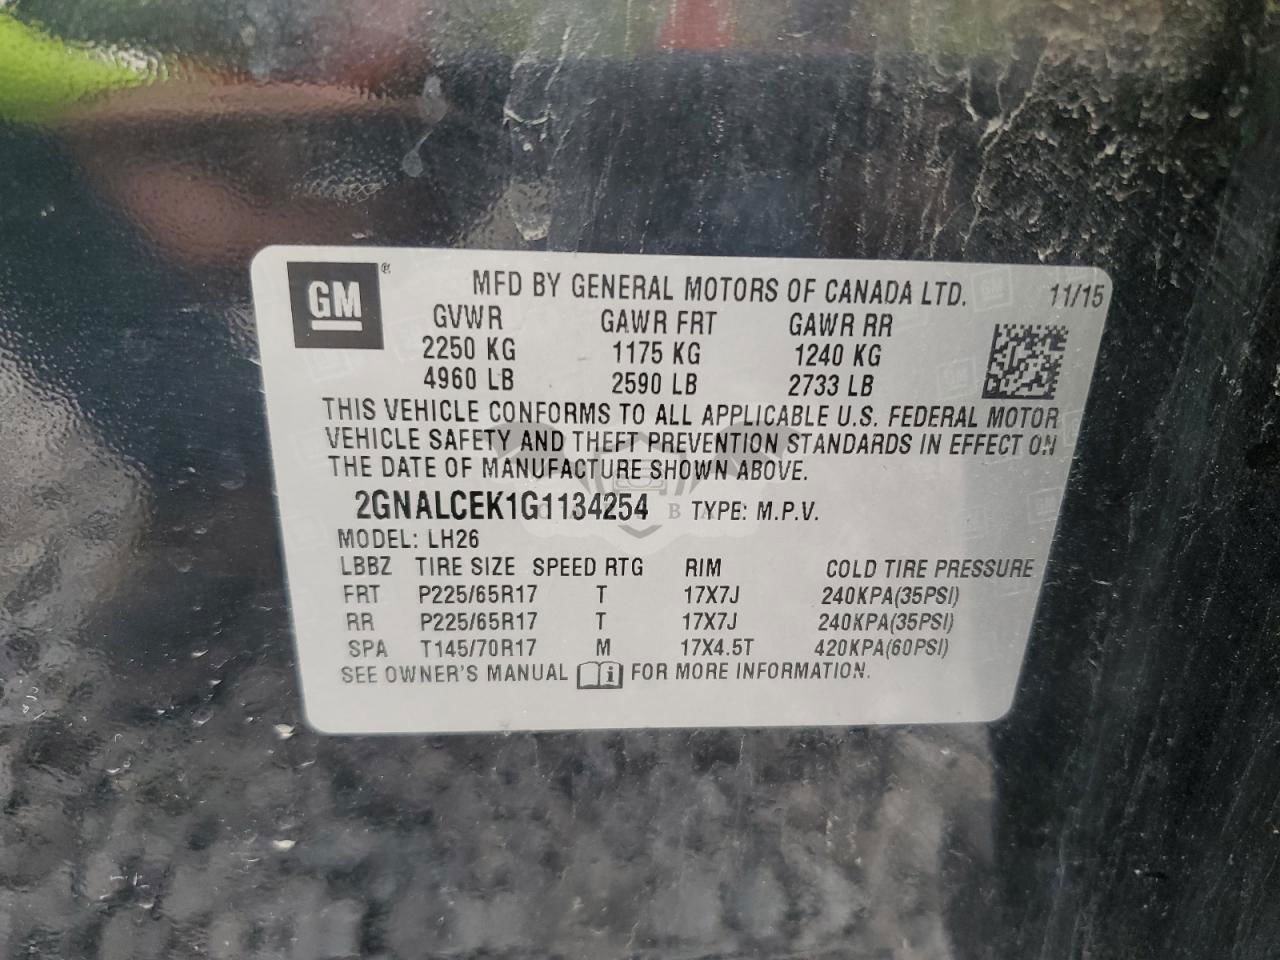 GM ® MFD BY GENERAL MOTORS OF CANADA LTD. 11/15
GVWR GAWR FRT GAWR RR
2250 KG 1175 KG 1240 KG
4960 LB 2590 LB 2733 LB
THIS VEHICLE CONFORMS TO ALL APPLICABLE U.S. FEDERAL MOTOR
VEHICLE SAFETY AND THEFT PREVENTION STANDARDS IN EFFECT ON
THE DATE OF MANUFACTURE SHOWN ABOVE.
2GNALCEK1G1134254 TYPE: M.P.V.
MODEL: LH26
LBBZ TIRE SIZE SPEED RTG RIM COLD TIRE PRESSURE
FRT P225/65R17 T 17X7J 240KPA(35PSI)
RR P225/65R17 T 17X7J 240KPA(35PSI)
SPA T145/70R17 M 17X4.5T 420KPA(60PSI)
SEE OWNER'S MANUAL i FOR MORE INFORMATION.